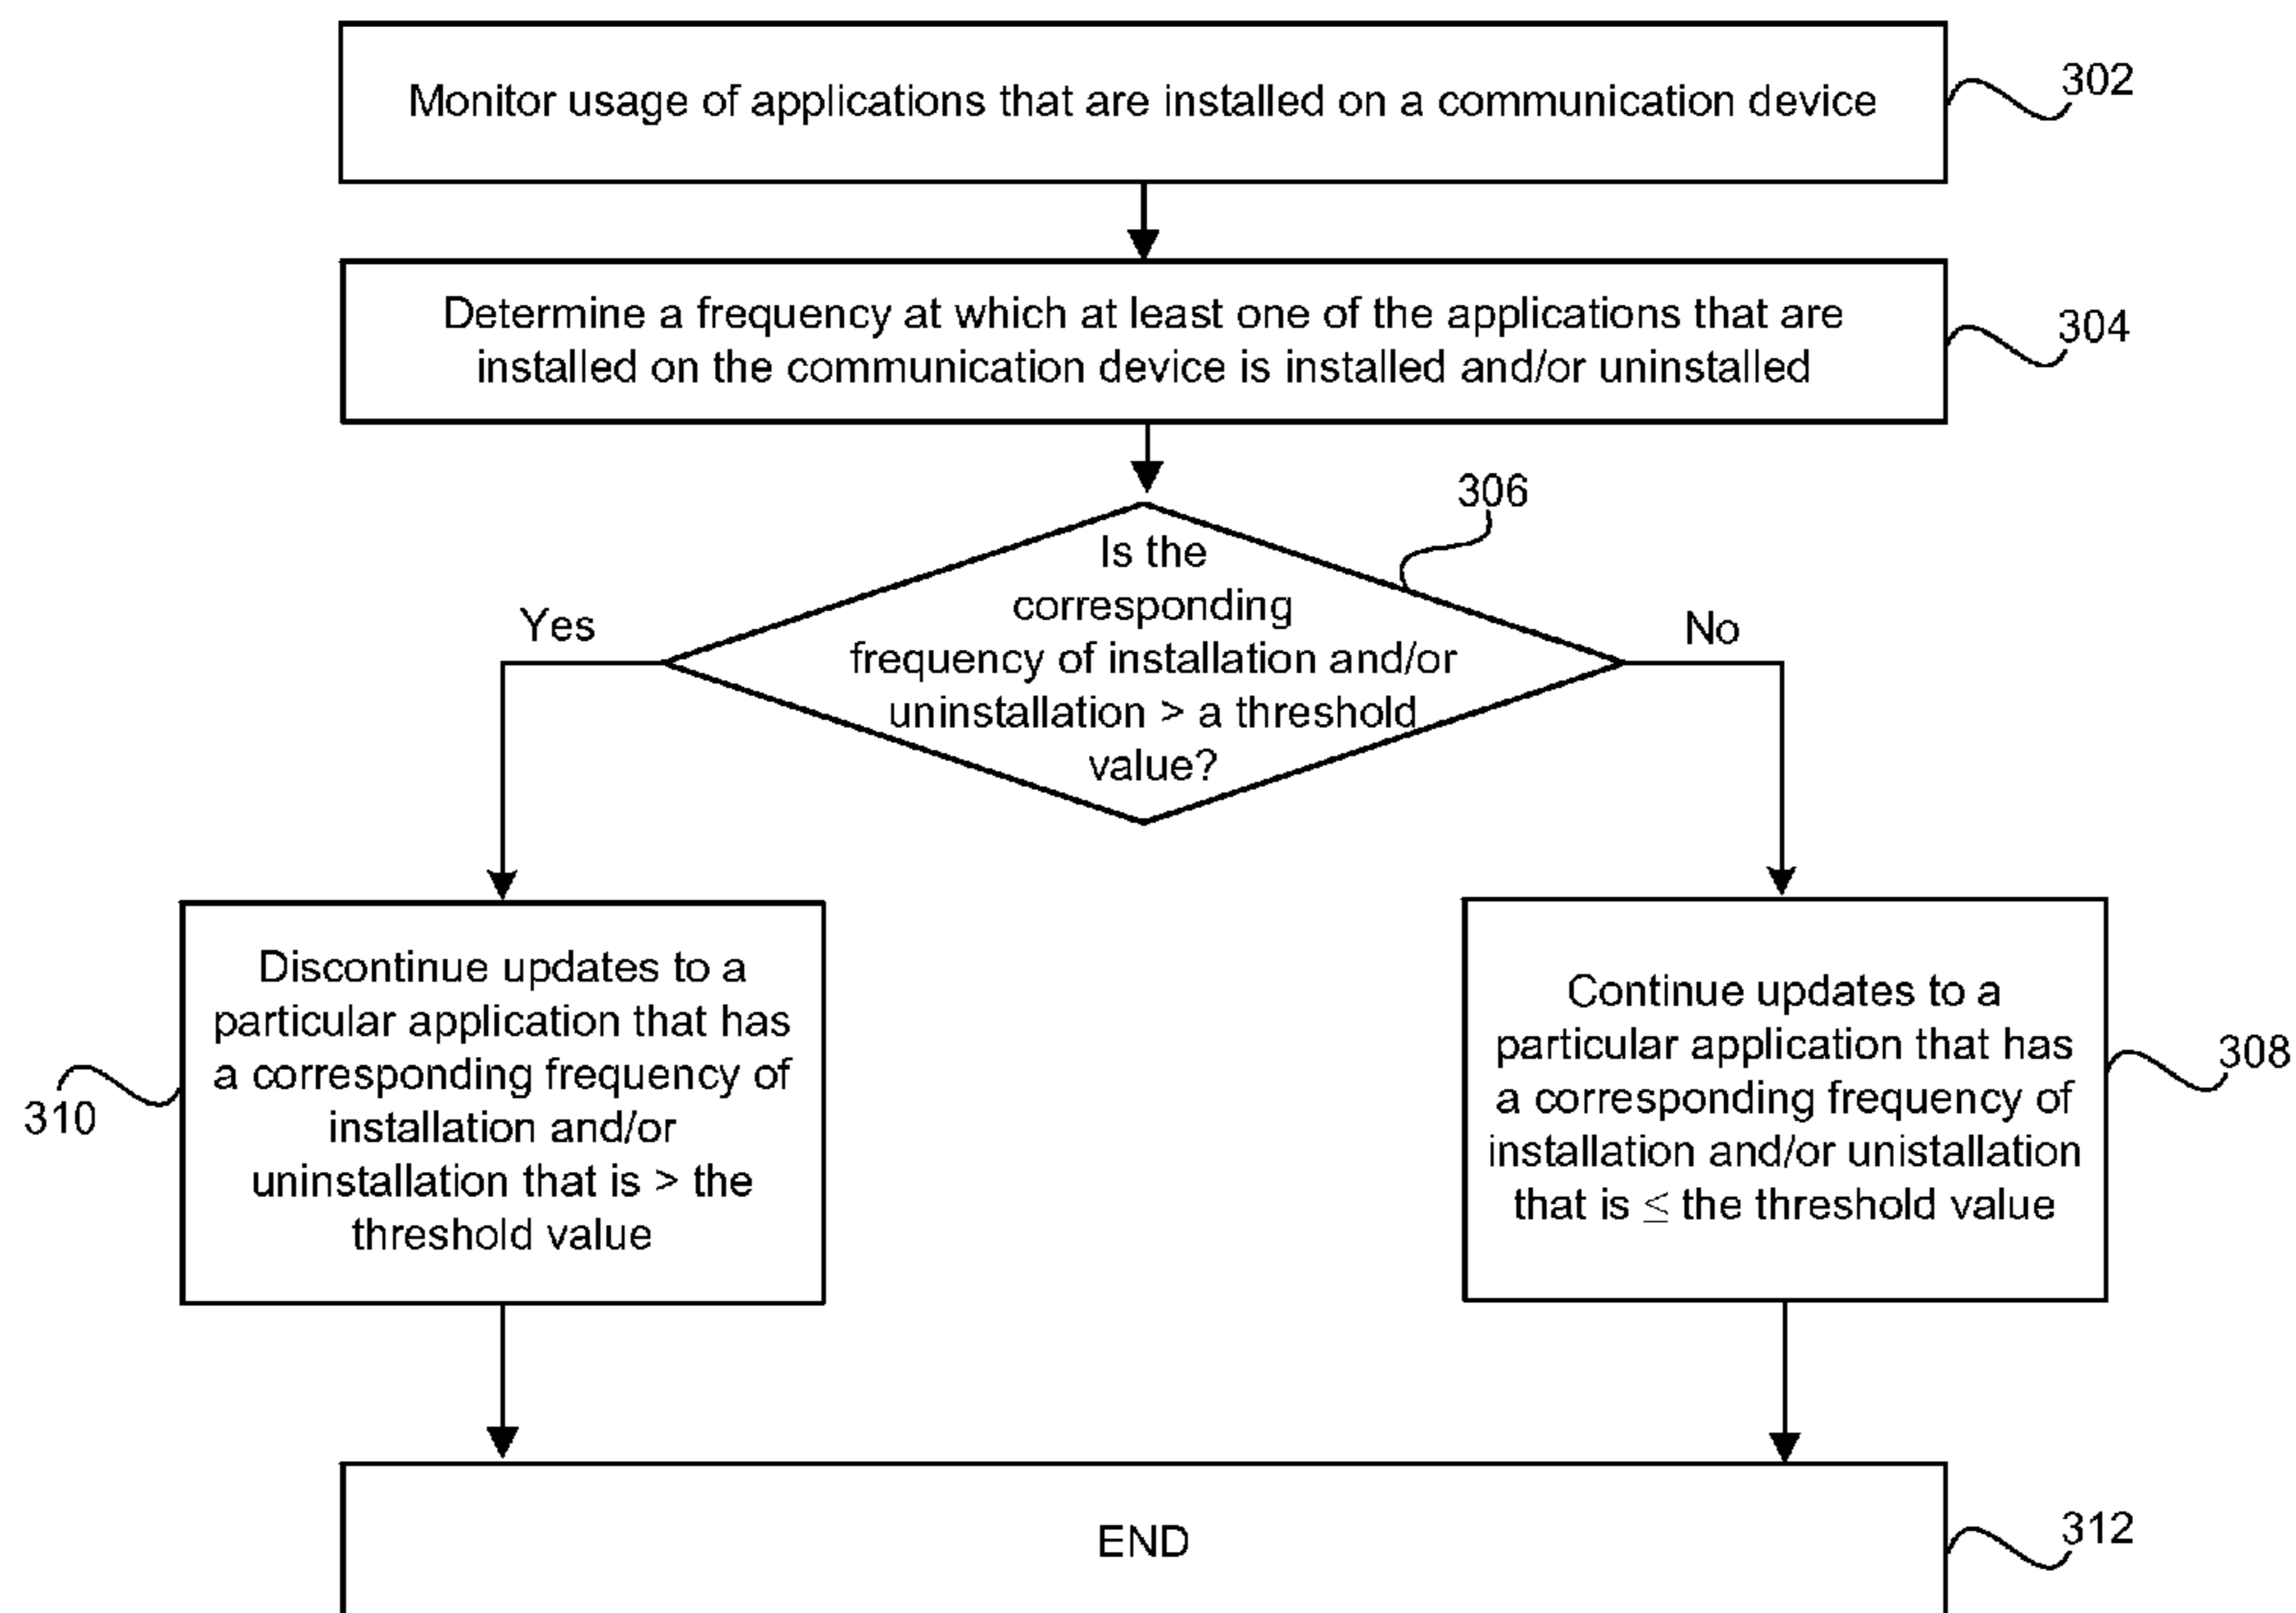 Monitor usage of applications that are installed on a communication device
302
Determine a frequency at which at least one of the applications that are
installed on the communication device is installed and/or uninstalled
304
306
Is the
corresponding
frequency of installation and/or
uninstallation > a threshold
value?
Yes
No
Discontinue updates to a
particular application that has
a corresponding frequency of
installation and/or
uninstallation that is > the
threshold value
310
Continue updates to a
particular application that has
a corresponding frequency of
installation and/or unistallation
that is ≤ the threshold value
308
END
312